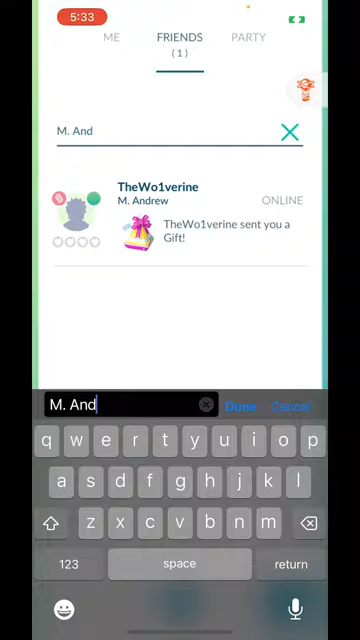 5:33
ME FRIENDS PARTY
( 1 )
M. And
TheWo1verine
M. Andrew ONLINE
TheWo1verine sent you a
Gift!
M. And Done Cancel
q w e r t y u i o p
a s d f g h j k l
z x c v b n m
123 space return